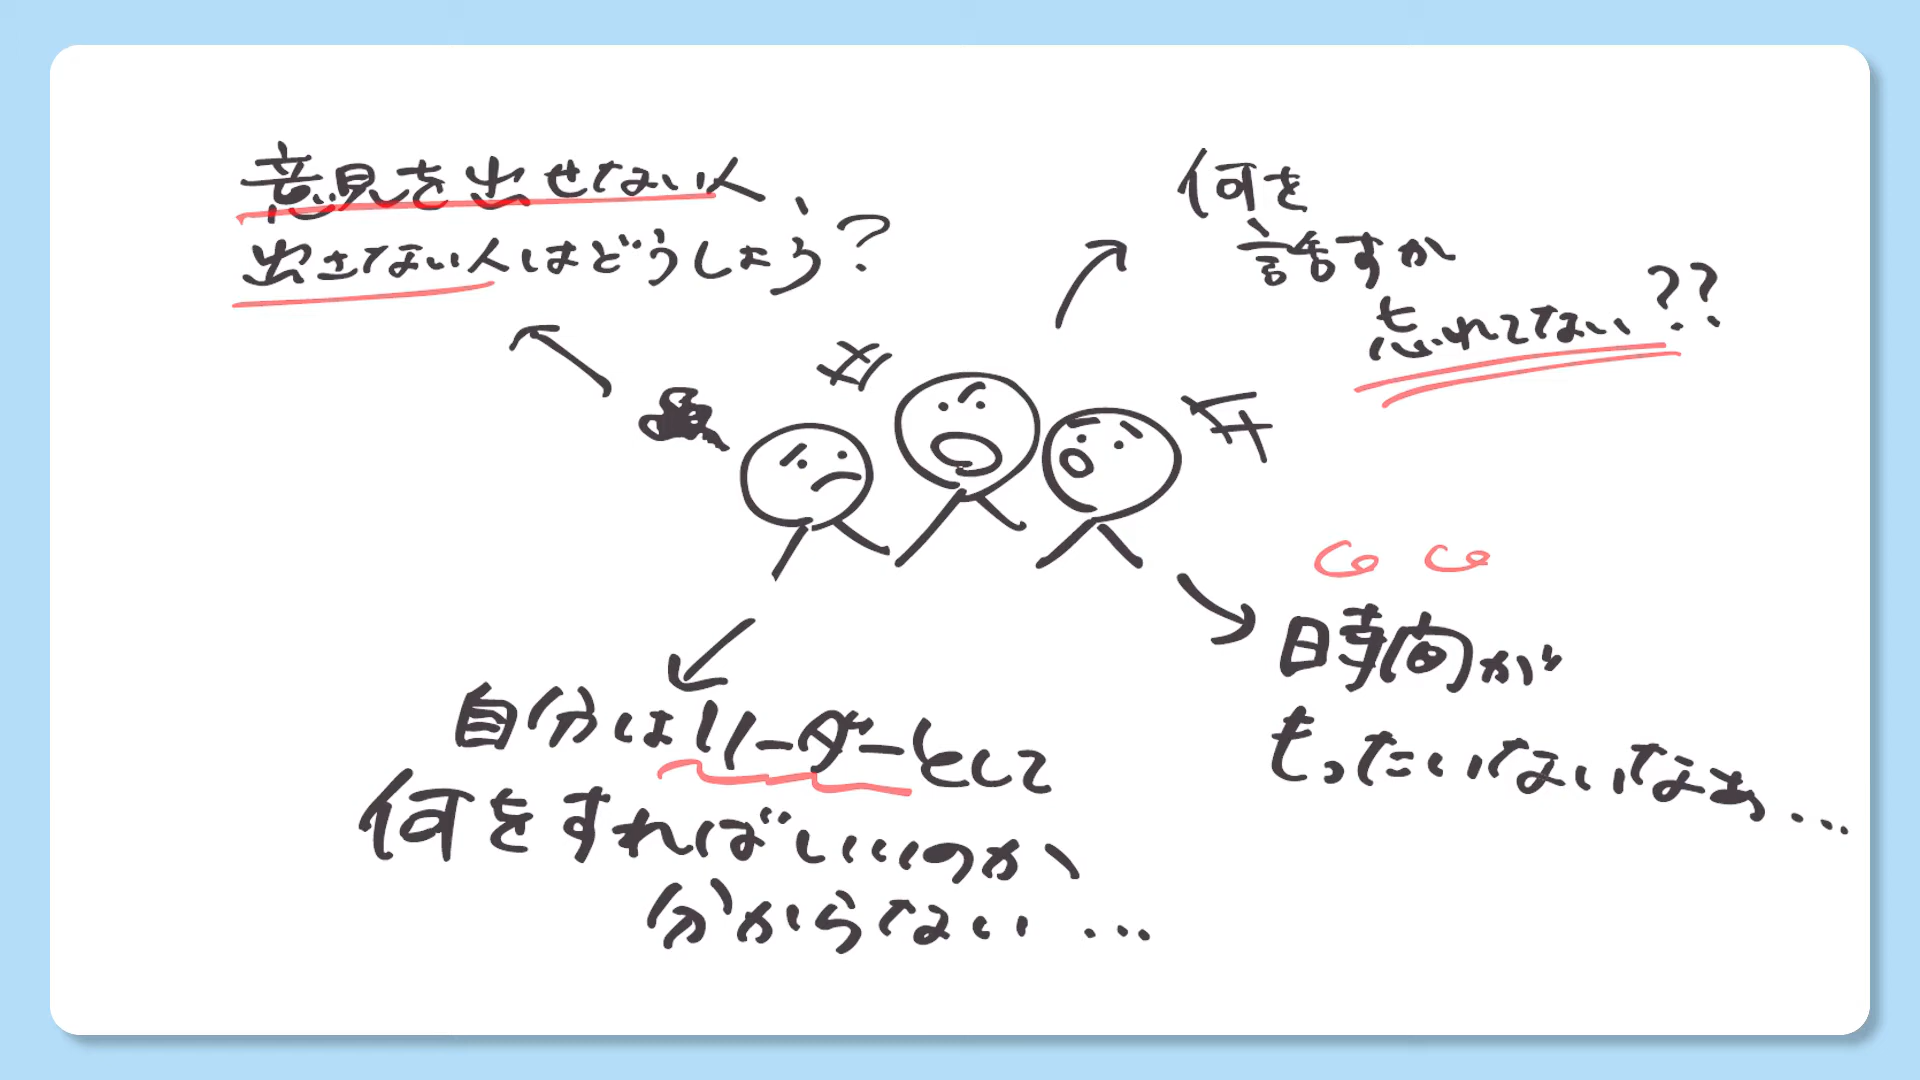 意見を出せない人、
出さない人はどうしよう?
何を
話すか
忘れてない??
時間が
もったいないなぁ...
自分はリーダーとして
何をすればいいのか、
分からない...